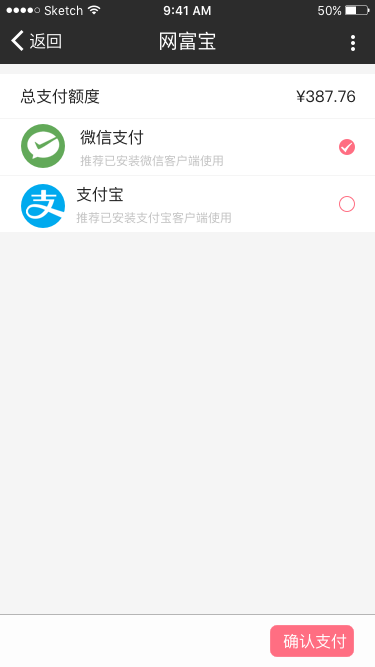 Sketch 9:41 AM 50%
返回 网富宝
总支付额度 ¥387.76
微信支付
推荐已安装微信客户端使用
支
支付宝
推荐已安装支付宝客户端使用
确认支付